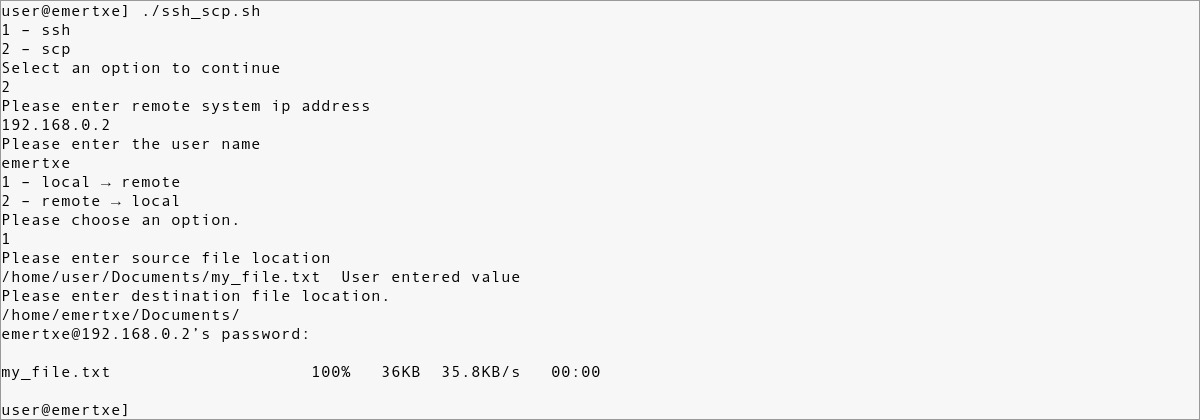 user@emertxe] ./ssh_scp.sh
1 – ssh
2 – scp
Select an option to continue
2
Please enter remote system ip address
192.168.0.2
Please enter the user name
emertxe
1 – local → remote
2 – remote → local
Please choose an option.
1
Please enter source file location
/home/user/Documents/my_file.txt  User entered value
Please enter destination file location.
/home/emertxe/Documents/
emertxe@192.168.0.2’s password:
my_file.txt                    100%   36KB  35.8KB/s   00:00
user@emertxe]